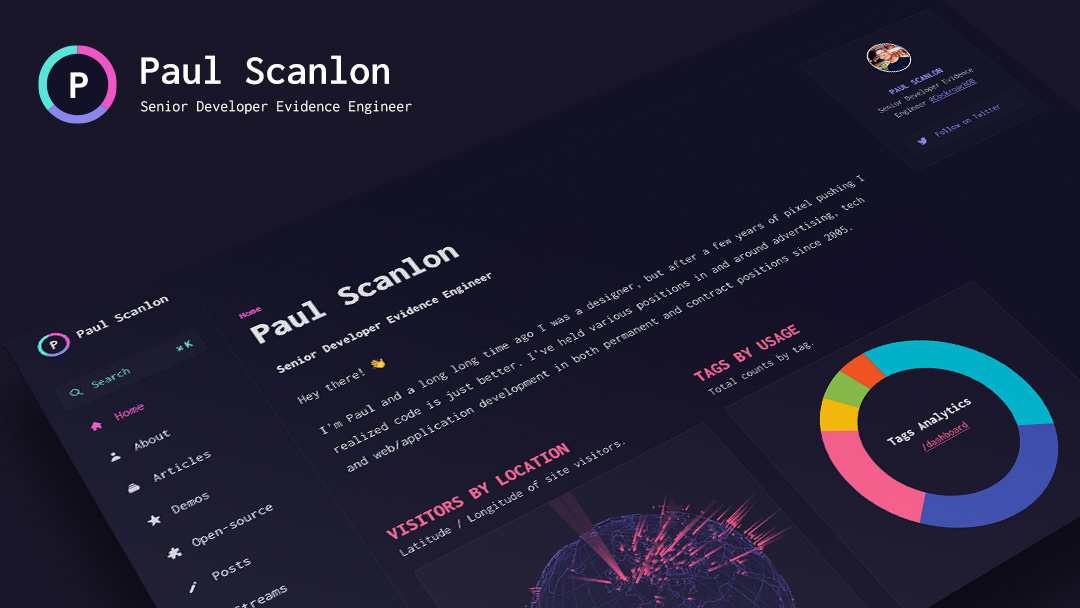 P
Paul Scanlon
Senior Developer Evidence Engineer
PAUL SCANLON
Senior Developer Evidence
Engineer @CockroachDB
Follow on Twitter
Paul Scanlon
Search
⌘ K
Home
About
Articles
Demos
Open-source
Posts
Streams
Home
Paul Scanlon
Senior Developer Evidence Engineer
Hey there! 👋
I'm Paul and a long long time ago I was a designer, but after a few years of pixel pushing I
realized code is just better. I've held various positions in and around advertising, tech
and web/application development in both permanent and contract positions since 2005.
VISITORS BY LOCATION
Latitude / Longitude of site visitors.
TAGS BY USAGE
Total counts by tag.
Tags Analytics
/dashboard